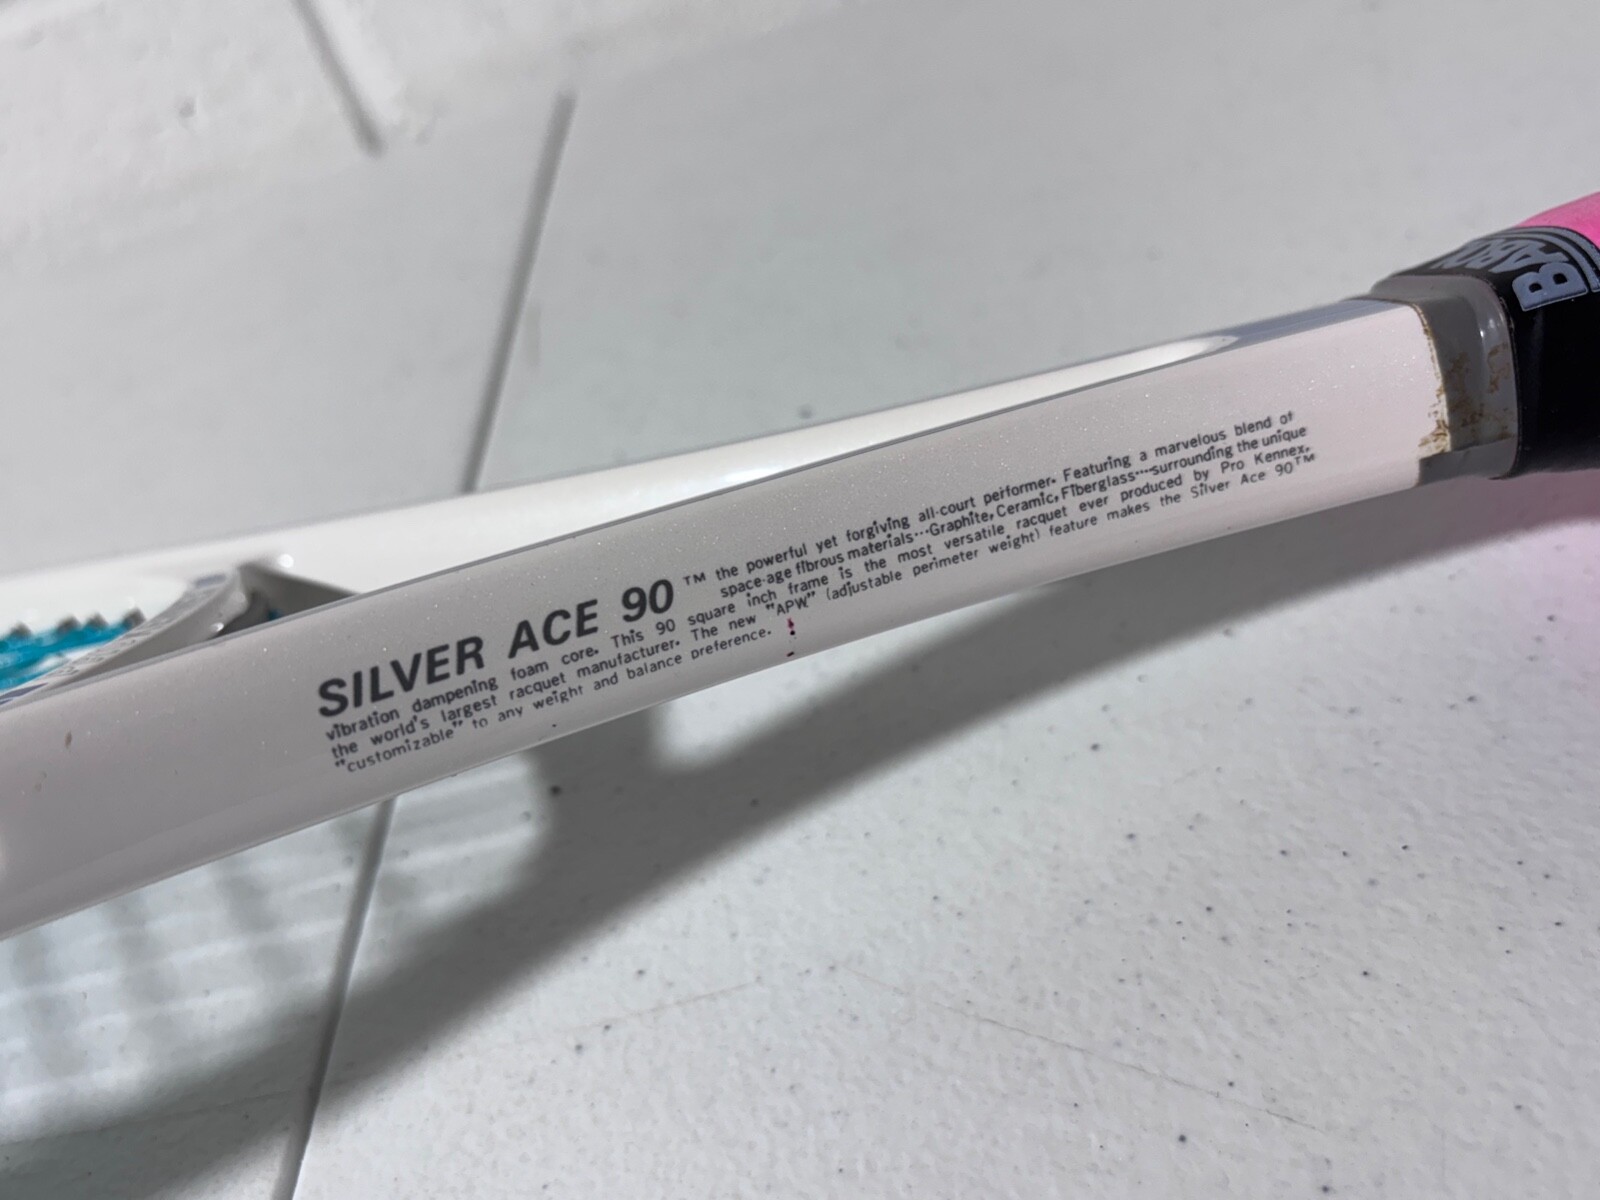 SILVER ACE 90™ the powerful yet forgiving all-court performer. Featuring a marvelous blend of
space-age fibrous materials...Graphite, Ceramic, Fiberglass....surrounding the unique
vibration dampening foam core. This 90 square inch frame is the most versatile racquet ever produced by Pro Kennex,
the world's largest racquet manufacturer. The new "APW" (adjustable perimeter weight) feature makes the Silver Ace 90™
"customizable" to any weight and balance preference.